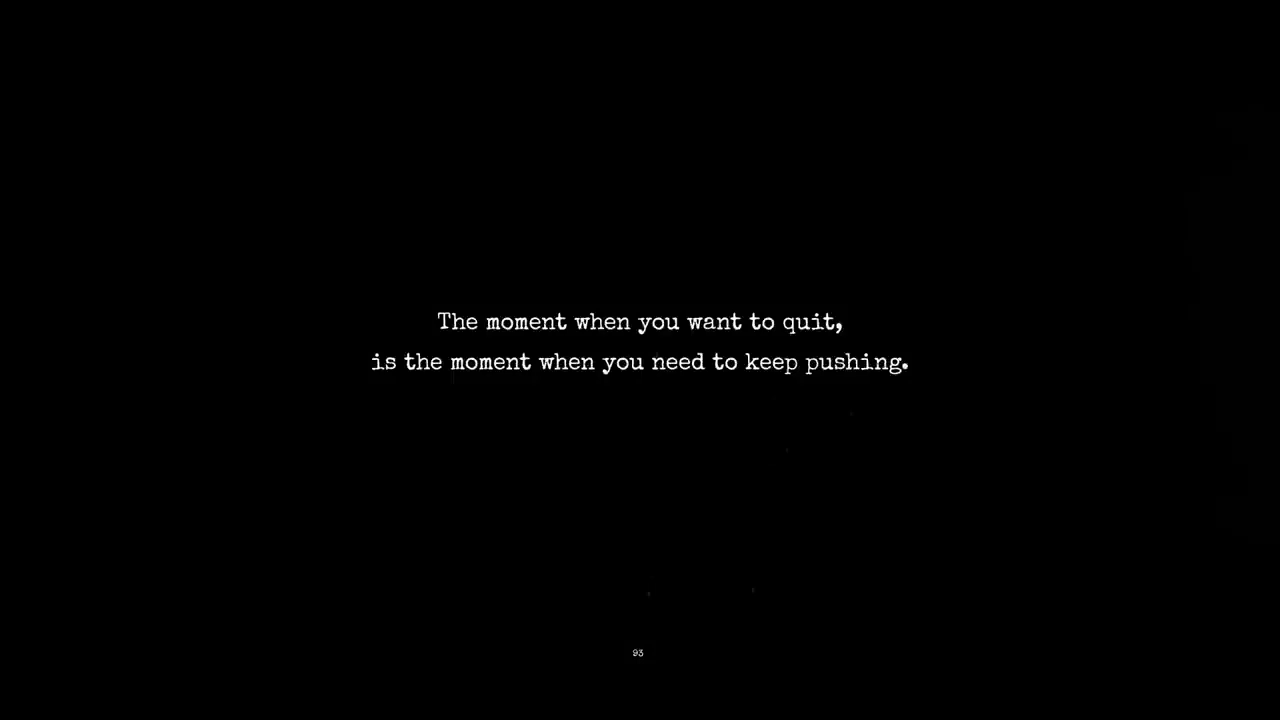 The moment when you want to quit,
is the moment when you need to keep pushing.
93